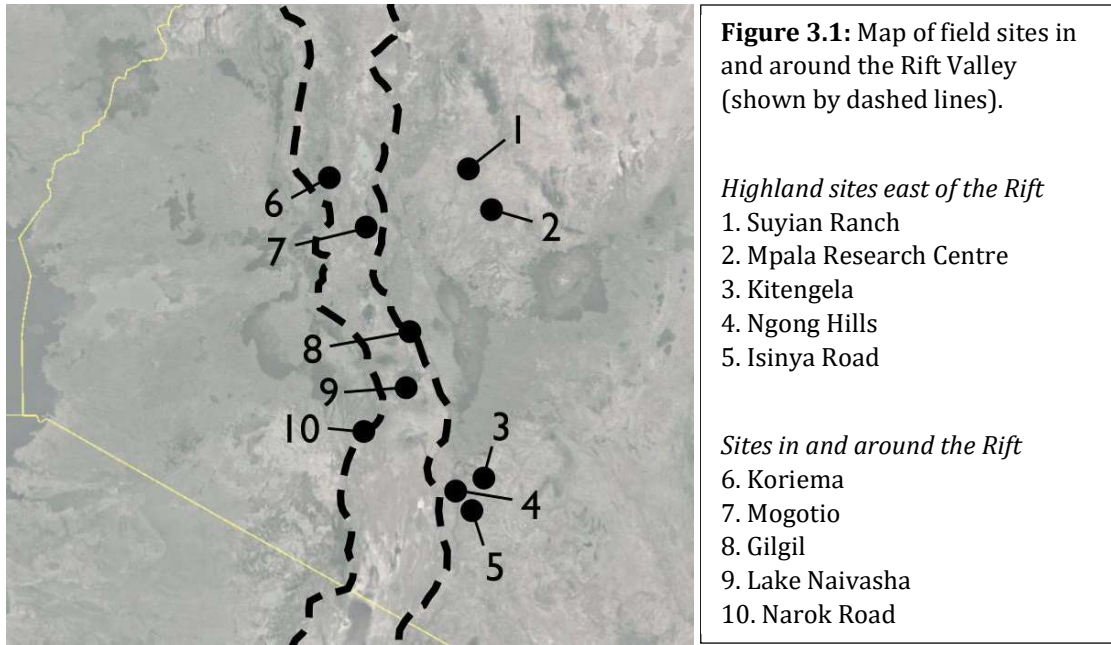 1
6
2
7
8
9
10
3
4
5
Figure 3.1: Map of field sites in
and around the Rift Valley
(shown by dashed lines).
Highland sites east of the Rift
1. Suyian Ranch
2. Mpala Research Centre
3. Kitengela
4. Ngong Hills
5. Isinya Road
Sites in and around the Rift
6. Koriema
7. Mogotio
8. Gilgil
9. Lake Naivasha
10. Narok Road